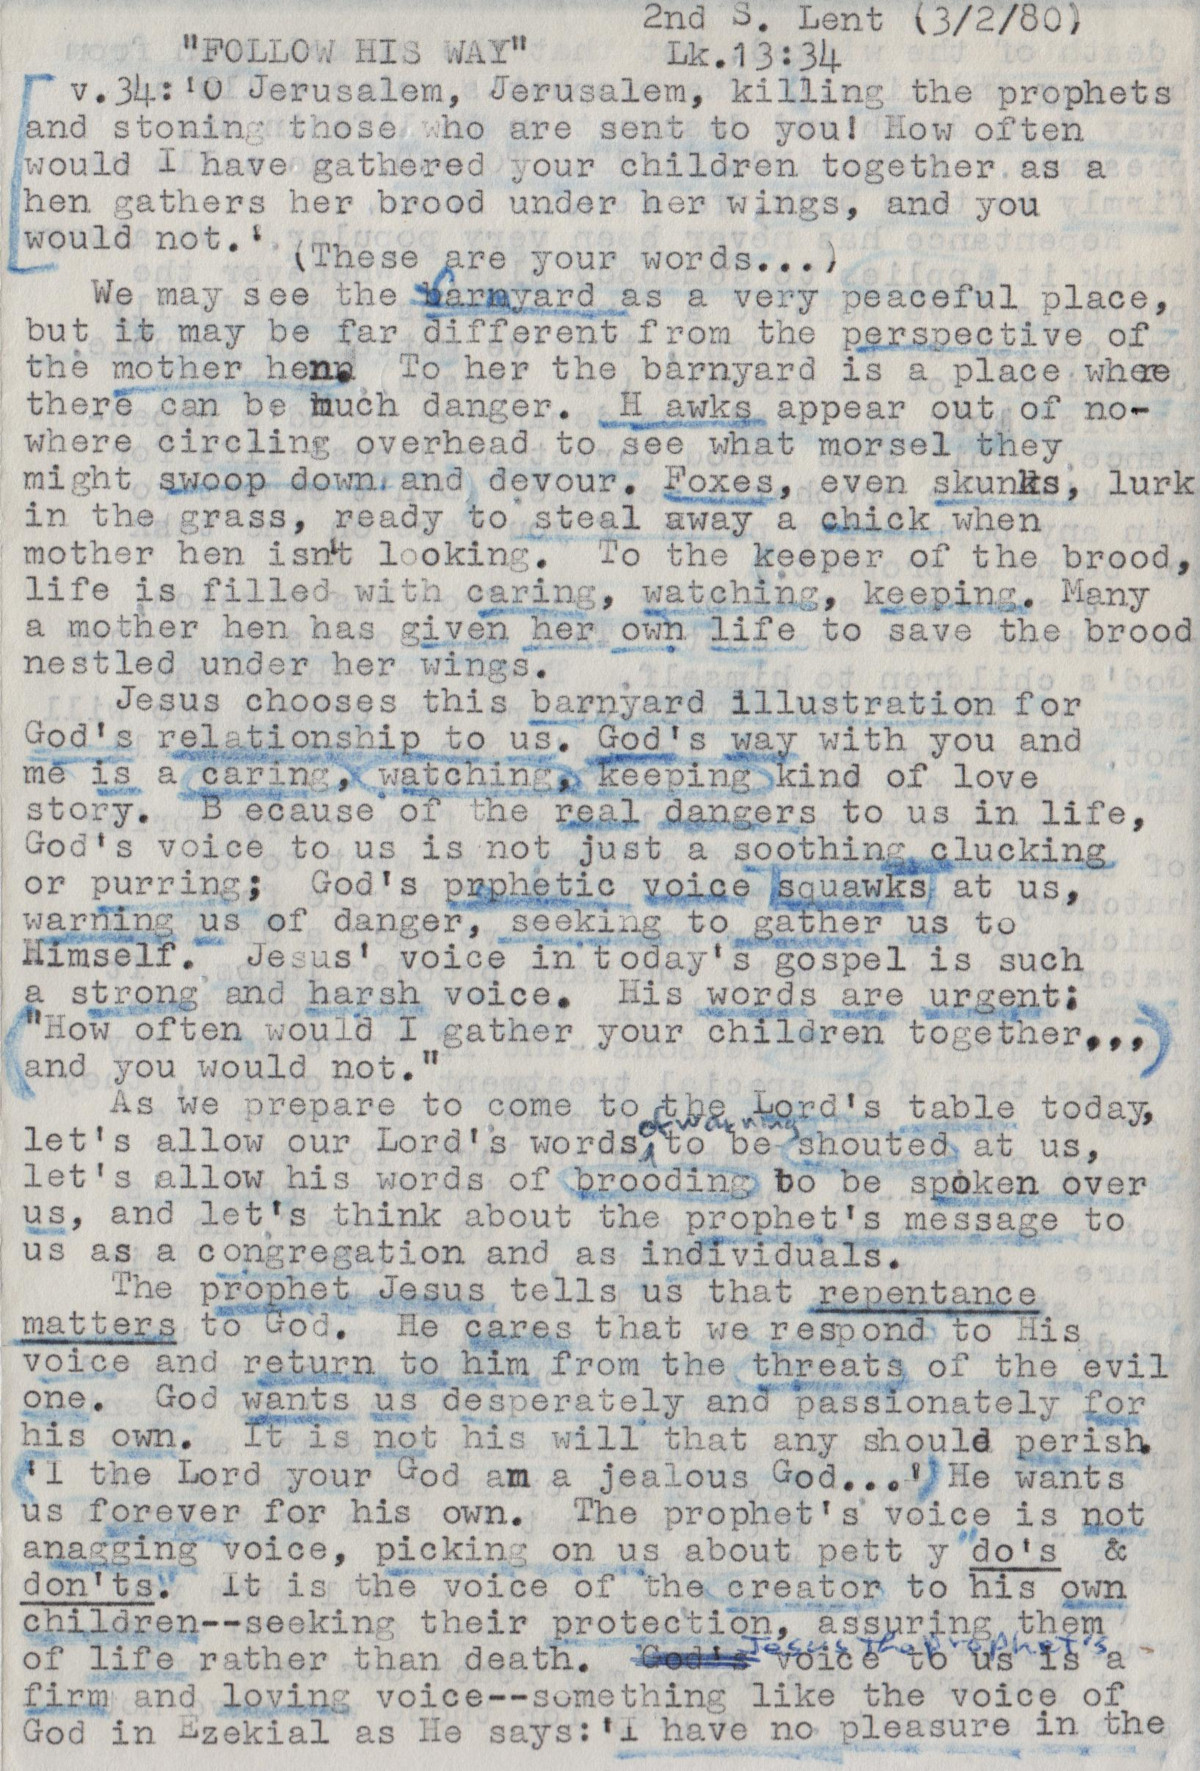 2nd S. Lent (3/2/80)
"FOLLOW HIS WAY" Lk.13:34
v.34:'O Jerusalem, Jerusalem, killing the prophets
and stoning those who are sent to you! How often
would I have gathered your children together as a
hen gathers her brood under her wings, and you
would not.'
(These are your words...)
We may see the barnyard as a very peaceful place,
but it may be far different from the perspective of
the mother hen. To her the barnyard is a place where
there can be much danger. H awks appear out of no-
where circling overhead to see what morsel they
might swoop down and devour. Foxes, even skunks, lurk
in the grass, ready to steal away a chick when
mother hen isn't looking. To the keeper of the brood,
life is filled with caring, watching, keeping. Many
a mother hen has given her own life to save the brood
nestled under her wings.
Jesus chooses this barnyard illustration for
God's relationship to us. God's way with you and
me is a caring, watching, keeping kind of love
story. B ecause of the real dangers to us in life,
God's voice to us is not just a soothing clucking
or purring; God's prphetic voice squawks at us,
warning us of danger, seeking to gather us to
Himself. Jesus' voice in today's gospel is such
a strong and harsh voice. His words are urgent:
"How often would I gather your children together...
and you would not."
As we prepare to come to the Lord's table today,
of warning
let's allow our Lord's words to be shouted at us,
let's allow his words of brooding to be spoken over
us, and let's think about the prophet's message to
us as a congregation and as individuals.
The prophet Jesus tells us that repentance
matters to God. He cares that we respond to His
voice and return to him from the threats of the evil
one. God wants us desperately and passionately for
his own. It is not his will that any should perish.
'I the Lord your God am a jealous God...' He wants
us forever for his own. The prophet's voice is not
anagging voice, picking on us about pett y "do's &
don'ts." It is the voice of the creator to his own
children--seeking their protection, assuring them
Jesus the prophet's
of life rather than death. God's voice to us is a
firm and loving voice--something like the voice of
God in Ezekial as He says:'I have no pleasure in the